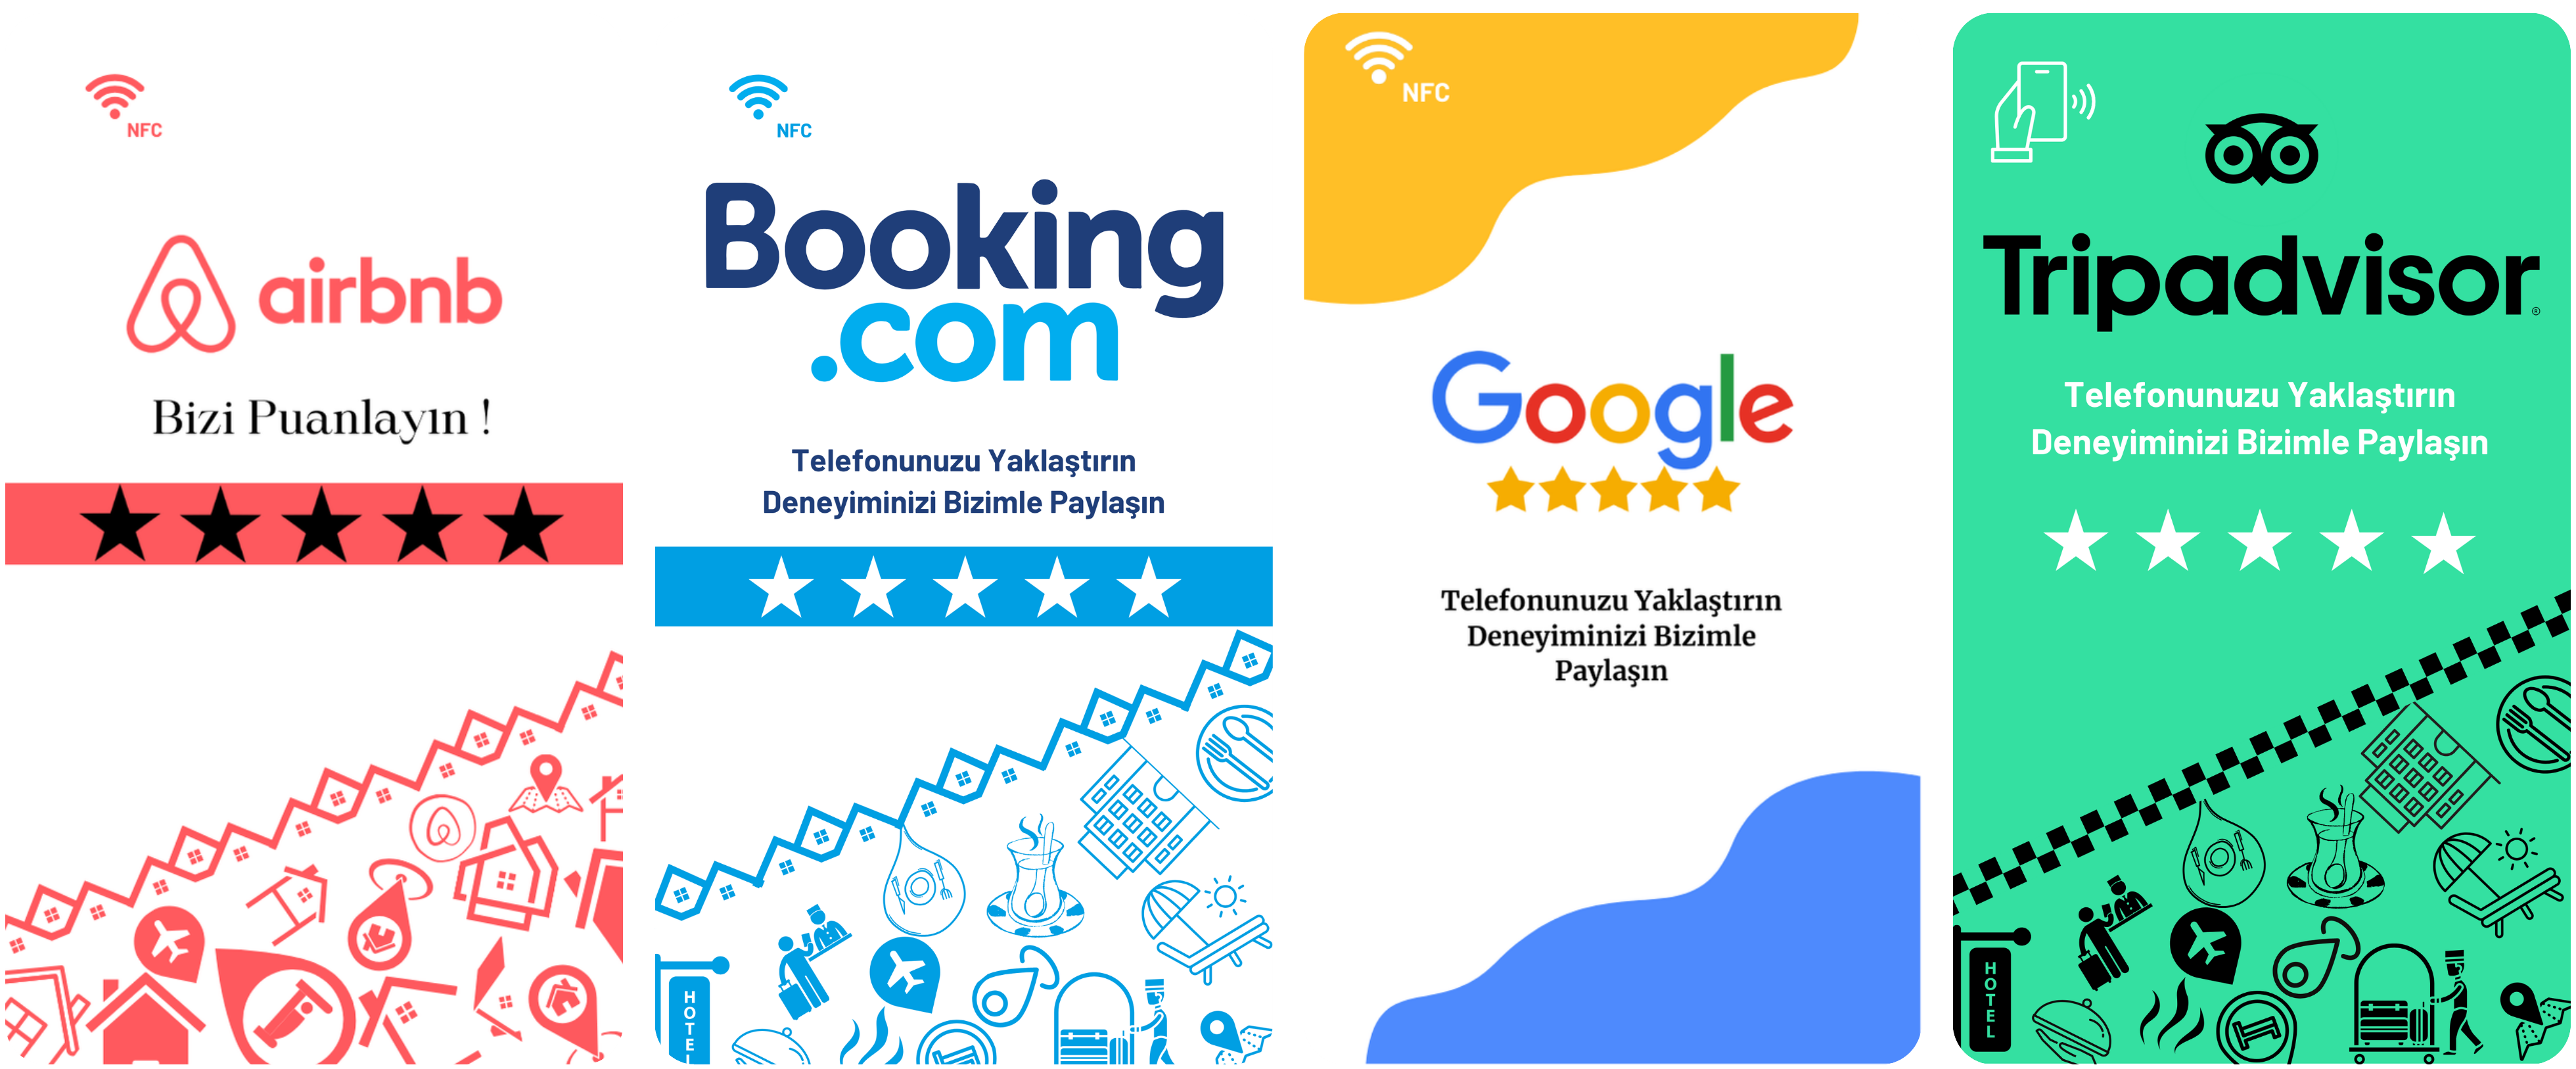 NFC
airbnb
Bizi Puanlayın !
NFC
Booking
.com
Telefonunuzu Yaklaştırın
Deneyiminizi Bizimle Paylaşın
HOTEL
NFC
Google
Telefonunuzu Yaklaştırın
Deneyiminizi Bizimle
Paylaşın
Tripadvisor®
Telefonunuzu Yaklaştırın
Deneyiminizi Bizimle Paylaşın
HOTEL